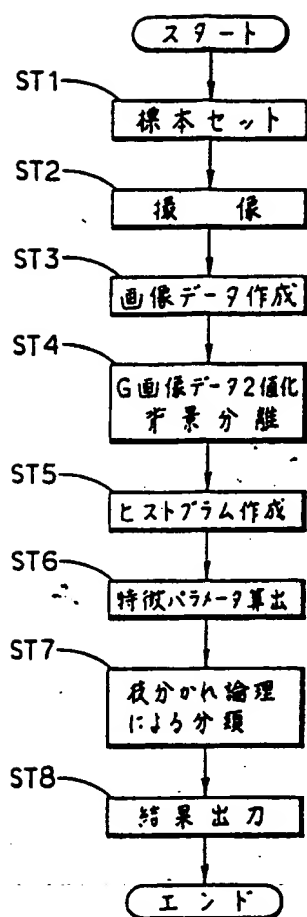 スタート
ST1
標本セット
ST2
撮像
ST3
画像データ作成
ST4
G画像データ2値化
背景分離
ST5
ヒストグラム作成
ST6
特徴パラメータ算出
ST7
枝分かれ論理
による分類
ST8
結果出力
エンド